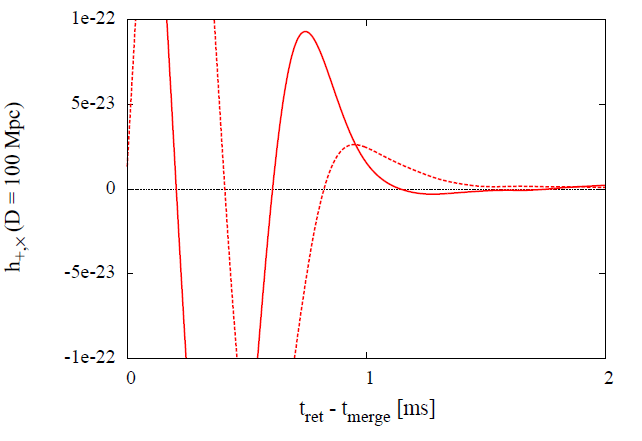 1e-22
5e-23
0
-5e-23
-1e-22
h+,× (D = 100 Mpc)
0 1 2
tret - tmerge [ms]